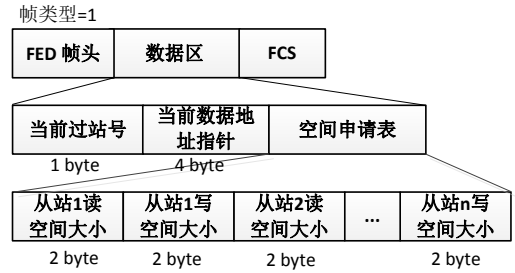 帧类型=1
FED 帧头 数据区 FCS
当前过站号 当前数据地 空间申请表
址指针
1 byte 4 byte
从站1读 从站1写 从站2读 ... 从站n写
空间大小 空间大小 空间大小 空间大小
2 byte 2 byte 2 byte 2 byte